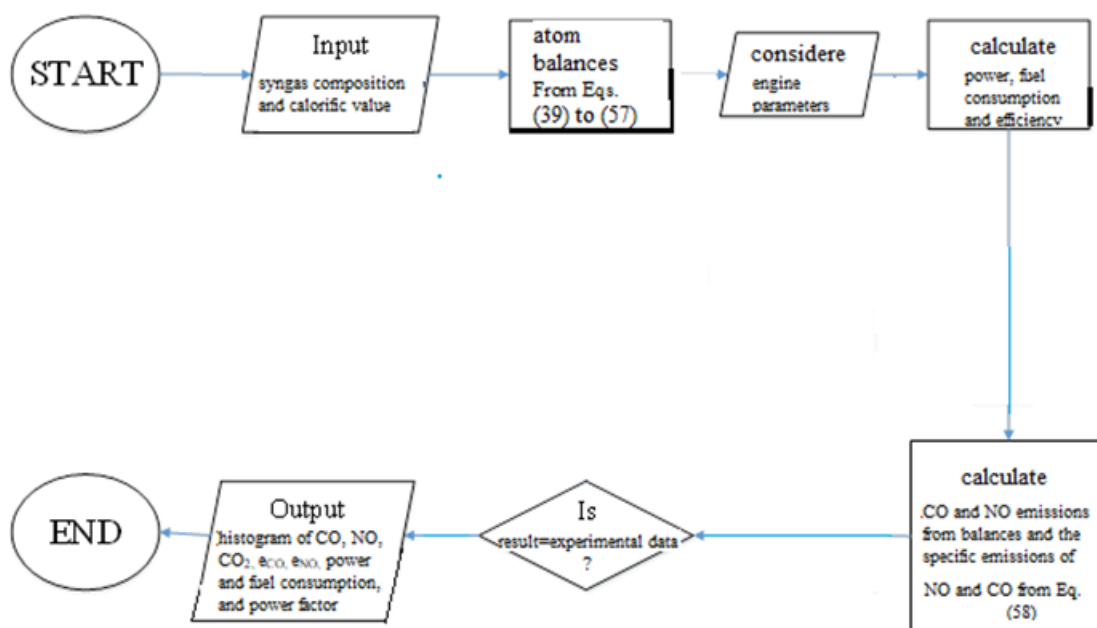 START
Input
syngas composition
and calorific value
atom
balances
From Eqs.
(39) to (57)
considere
engine
parameters
calculate
power, fuel
consumption
and efficiency
calculate
CO and NO emissions
from balances and the
specific emissions of
NO and CO from Eq.
(58)
Is
result=experimental data
?
Output
histogram of CO, NO,
CO₂, eCO, eNO, power
and fuel consumption,
and power factor
END